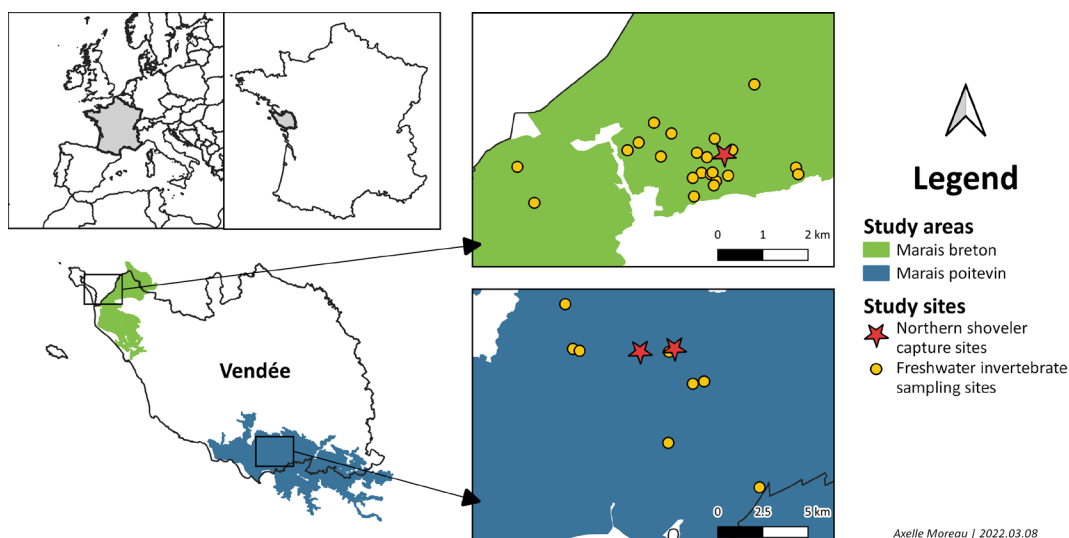 0 1 2 km
Legend
Study areas
Marais breton
Marais poitevin
Study sites
Northern shoveler
capture sites
Freshwater invertebrate
sampling sites
Vendée
0 2.5 5 km
Axelle Moreau | 2022.03.08